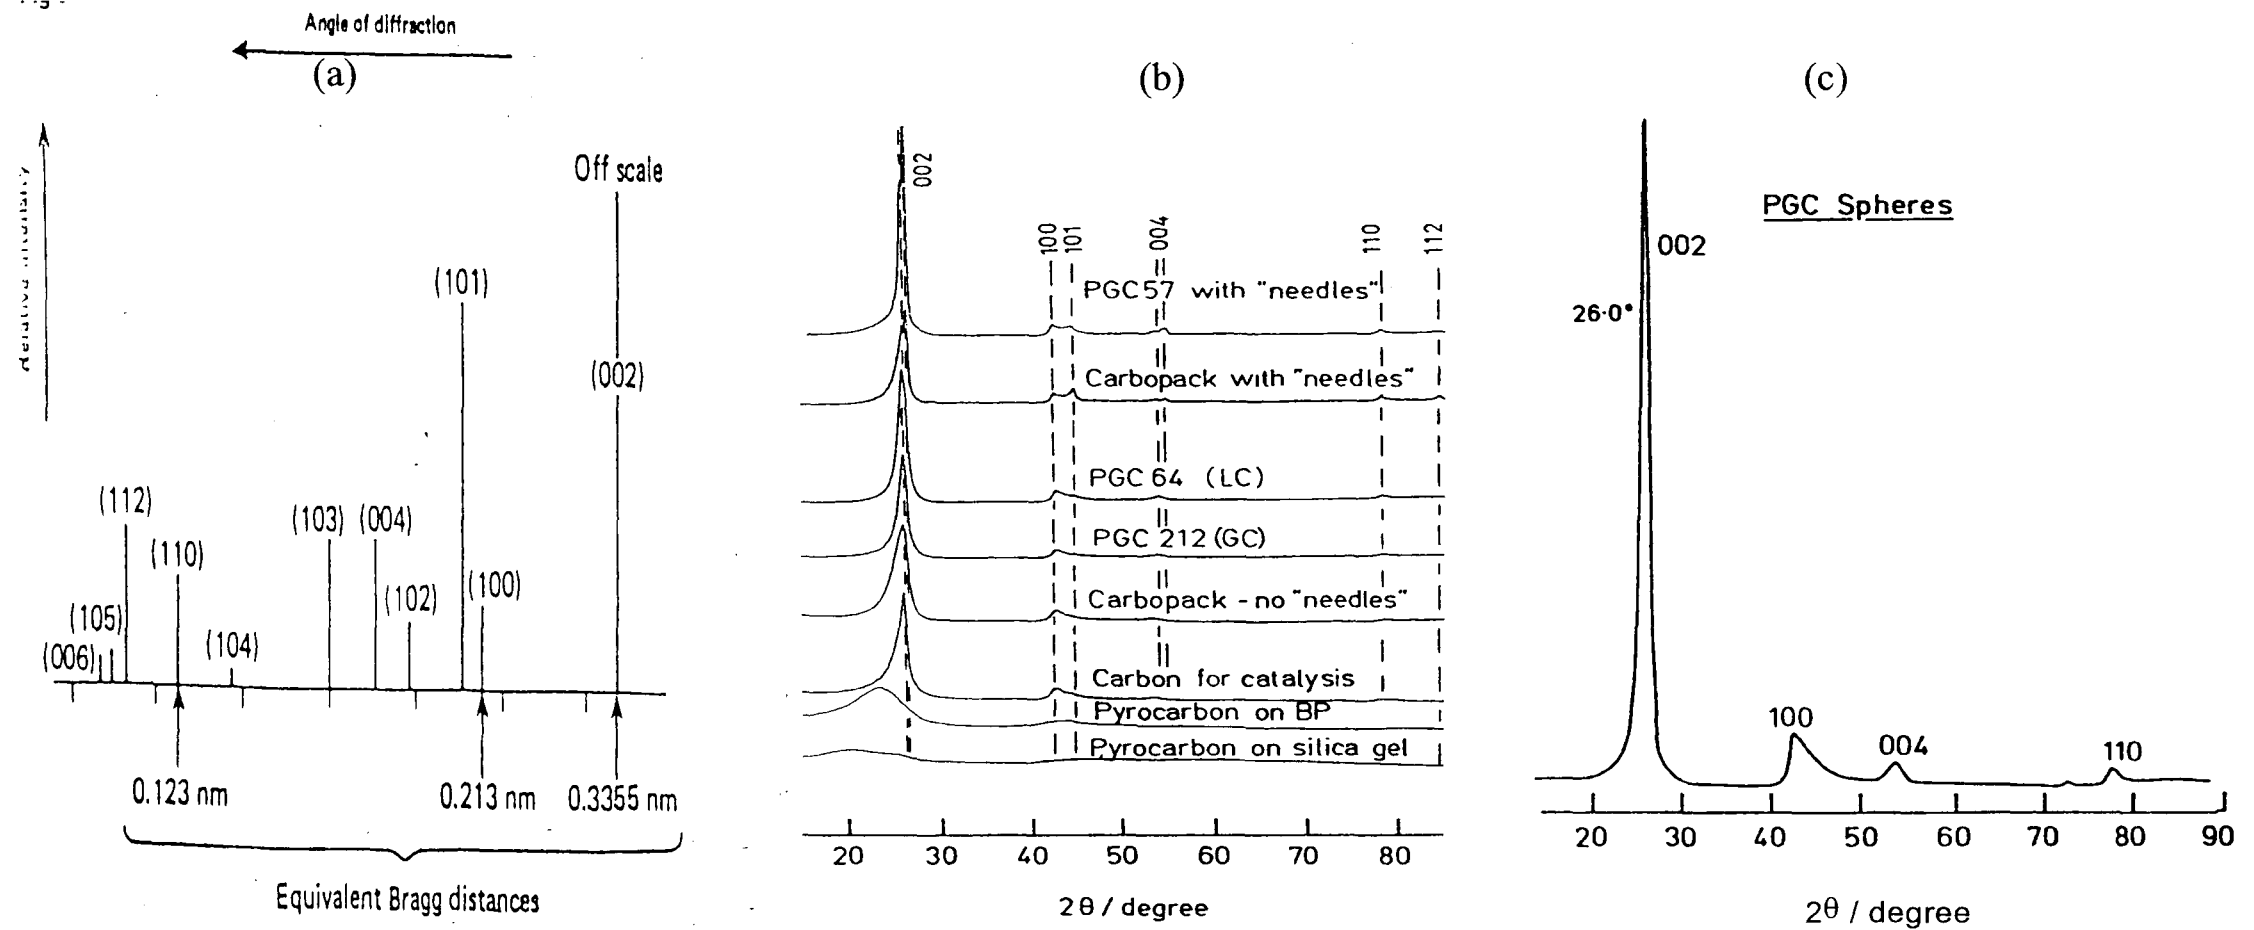 Angle of diffraction
(a)
Off scale
(002)
(101)
(100)
(102)
(004)
(103)
(104)
(110)
(112)
(105)
(006)
0.123 nm
0.213 nm
0.3355 nm
Equivalent Bragg distances
(b)
002
100
101
004
110
112
PGC57 with "needles"
Carbopack with "needles"
PGC 64 (LC)
PGC 212 (GC)
Carbopack - no "needles"
Carbon for catalysis
Pyrocarbon on BP
Pyrocarbon on silica gel
20 30 40 50 60 70 80
2θ / degree
(c)
PGC Spheres
002
26·0°
100
004
110
20 30 40 50 60 70 80 90
2θ / degree